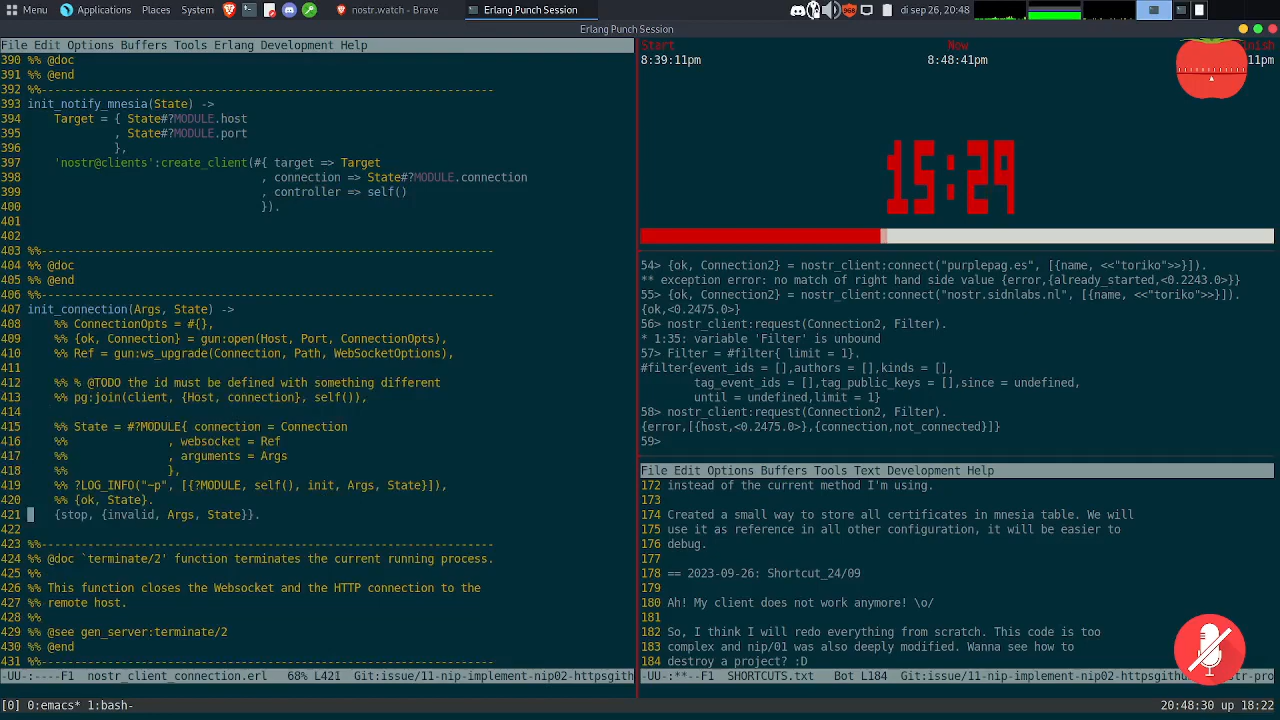 Menu Applications Places System nostr.watch - Brave Erlang Punch Session 968 di sep 26, 20:48
Erlang Punch Session
File Edit Options Buffers Tools Erlang Development Help
390 %% @doc
391 %% @end
392 %%---------------------------------------------------------------------
393 init_notify_mnesia(State) ->
394     Target = { State#?MODULE.host
395              , State#?MODULE.port
396              },
397     'nostr@clients':create_client(#{ target => Target
398                                    , connection => State#?MODULE.connection
399                                    , controller => self()
400                                    }).
401
402
403 %%---------------------------------------------------------------------
404 %% @doc
405 %% @end
406 %%---------------------------------------------------------------------
407 init_connection(Args, State) ->
408     %% ConnectionOpts = #{},
409     %% {ok, Connection} = gun:open(Host, Port, ConnectionOpts),
410     %% Ref = gun:ws_upgrade(Connection, Path, WebSocketOptions),
411
412     %% % @TODO the id must be defined with something different
413     %% pg:join(client, {Host, connection}, self()),
414
415     %% State = #?MODULE{ connection = Connection
416     %%               , websocket = Ref
417     %%               , arguments = Args
418     %%               },
419     %% ?LOG_INFO("~p", [{?MODULE, self(), init, Args, State}]),
420     %% {ok, State}.
421     {stop, {invalid, Args, State}}.
422
423 %%---------------------------------------------------------------------
424 %% @doc `terminate/2' function terminates the current running process.
425 %%
426 %% This function closes the Websocket and the HTTP connection to the
427 %% remote host.
428 %%
429 %% @see gen_server:terminate/2
430 %% @end
431 %%---------------------------------------------------------------------
-UU-:----F1 nostr_client_connection.erl 68% L421 Git:issue/11-nip-implement-nip02-httpsgith
Start Now
8:39:11pm 8:48:41pm 11pm
15:29
54> {ok, Connection2} = nostr_client:connect("purplepag.es", [{name, <<"toriko">>}]).
** exception error: no match of right hand side value {error,{already_started,<0.2243.0>}}
55> {ok, Connection2} = nostr_client:connect("nostr.sidnlabs.nl", [{name, <<"toriko">>}]).
{ok,<0.2475.0>}
56> nostr_client:request(Connection2, Filter).
* 1:35: variable 'Filter' is unbound
57> Filter = #filter{ limit = 1}.
#filter{event_ids = [],authors = [],kinds = [],
        tag_event_ids = [],tag_public_keys = [],since = undefined,
        until = undefined,limit = 1}
58> nostr_client:request(Connection2, Filter).
{error,[{host,<0.2475.0>},{connection,not_connected}]}
59>
File Edit Options Buffers Tools Text Development Help
172 instead of the current method I'm using.
173
174 Created a small way to store all certificates in mnesia table. We will
175 use it as reference in all other configuration, it will be easier to
176 debug.
177
178 == 2023-09-26: Shortcut_24/09
179
180 Ah! My client does not work anymore! \o/
181
182 So, I think I will redo everything from scratch. This code is too
183 complex and nip/01 was also deeply modified. Wanna see how to
184 destroy a project? :D
-UU-:**--F1 SHORTCUTS.txt Bot L184 Git:issue/11-nip-implement-nip02-httpsgith
[0] 0:emacs* 1:bash- 20:48:30 up 18:22